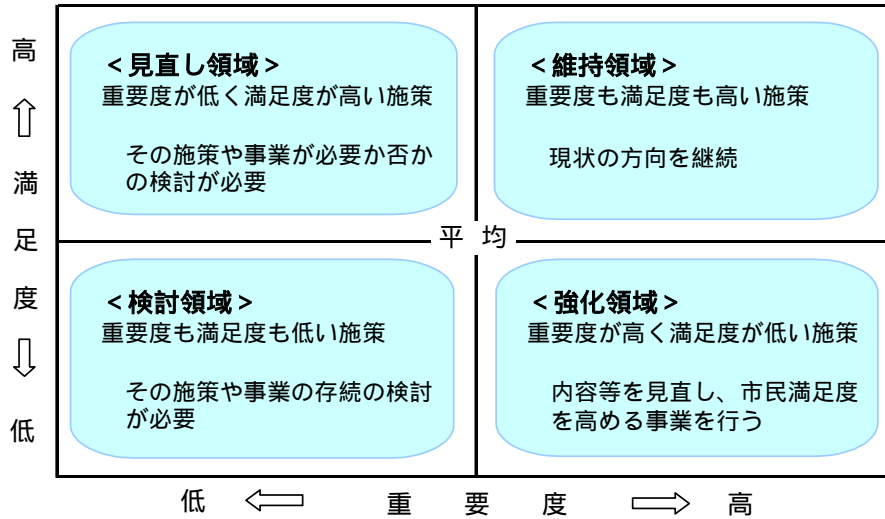 高
⇧
満
足
度
⇩
低
<見直し領域>
重要度が低く満足度が高い施策
その施策や事業が必要か否か
の検討が必要
<維持領域>
重要度も満足度も高い施策
現状の方向を継続
平 均
<検討領域>
重要度も満足度も低い施策
その施策や事業の存続の検討
が必要
<強化領域>
重要度が高く満足度が低い施策
内容等を見直し、市民満足度
を高める事業を行う
低 ⇦ 重 要 度 ⇨ 高